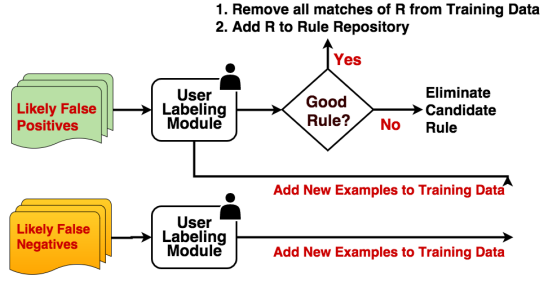 1. Remove all matches of R from Training Data
2. Add R to Rule Repository
Yes
Likely False
Positives
User
Labeling
Module
Good
Rule?
No
Eliminate
Candidate
Rule
Add New Examples to Training Data
Likely False
Negatives
User
Labeling
Module
Add New Examples to Training Data